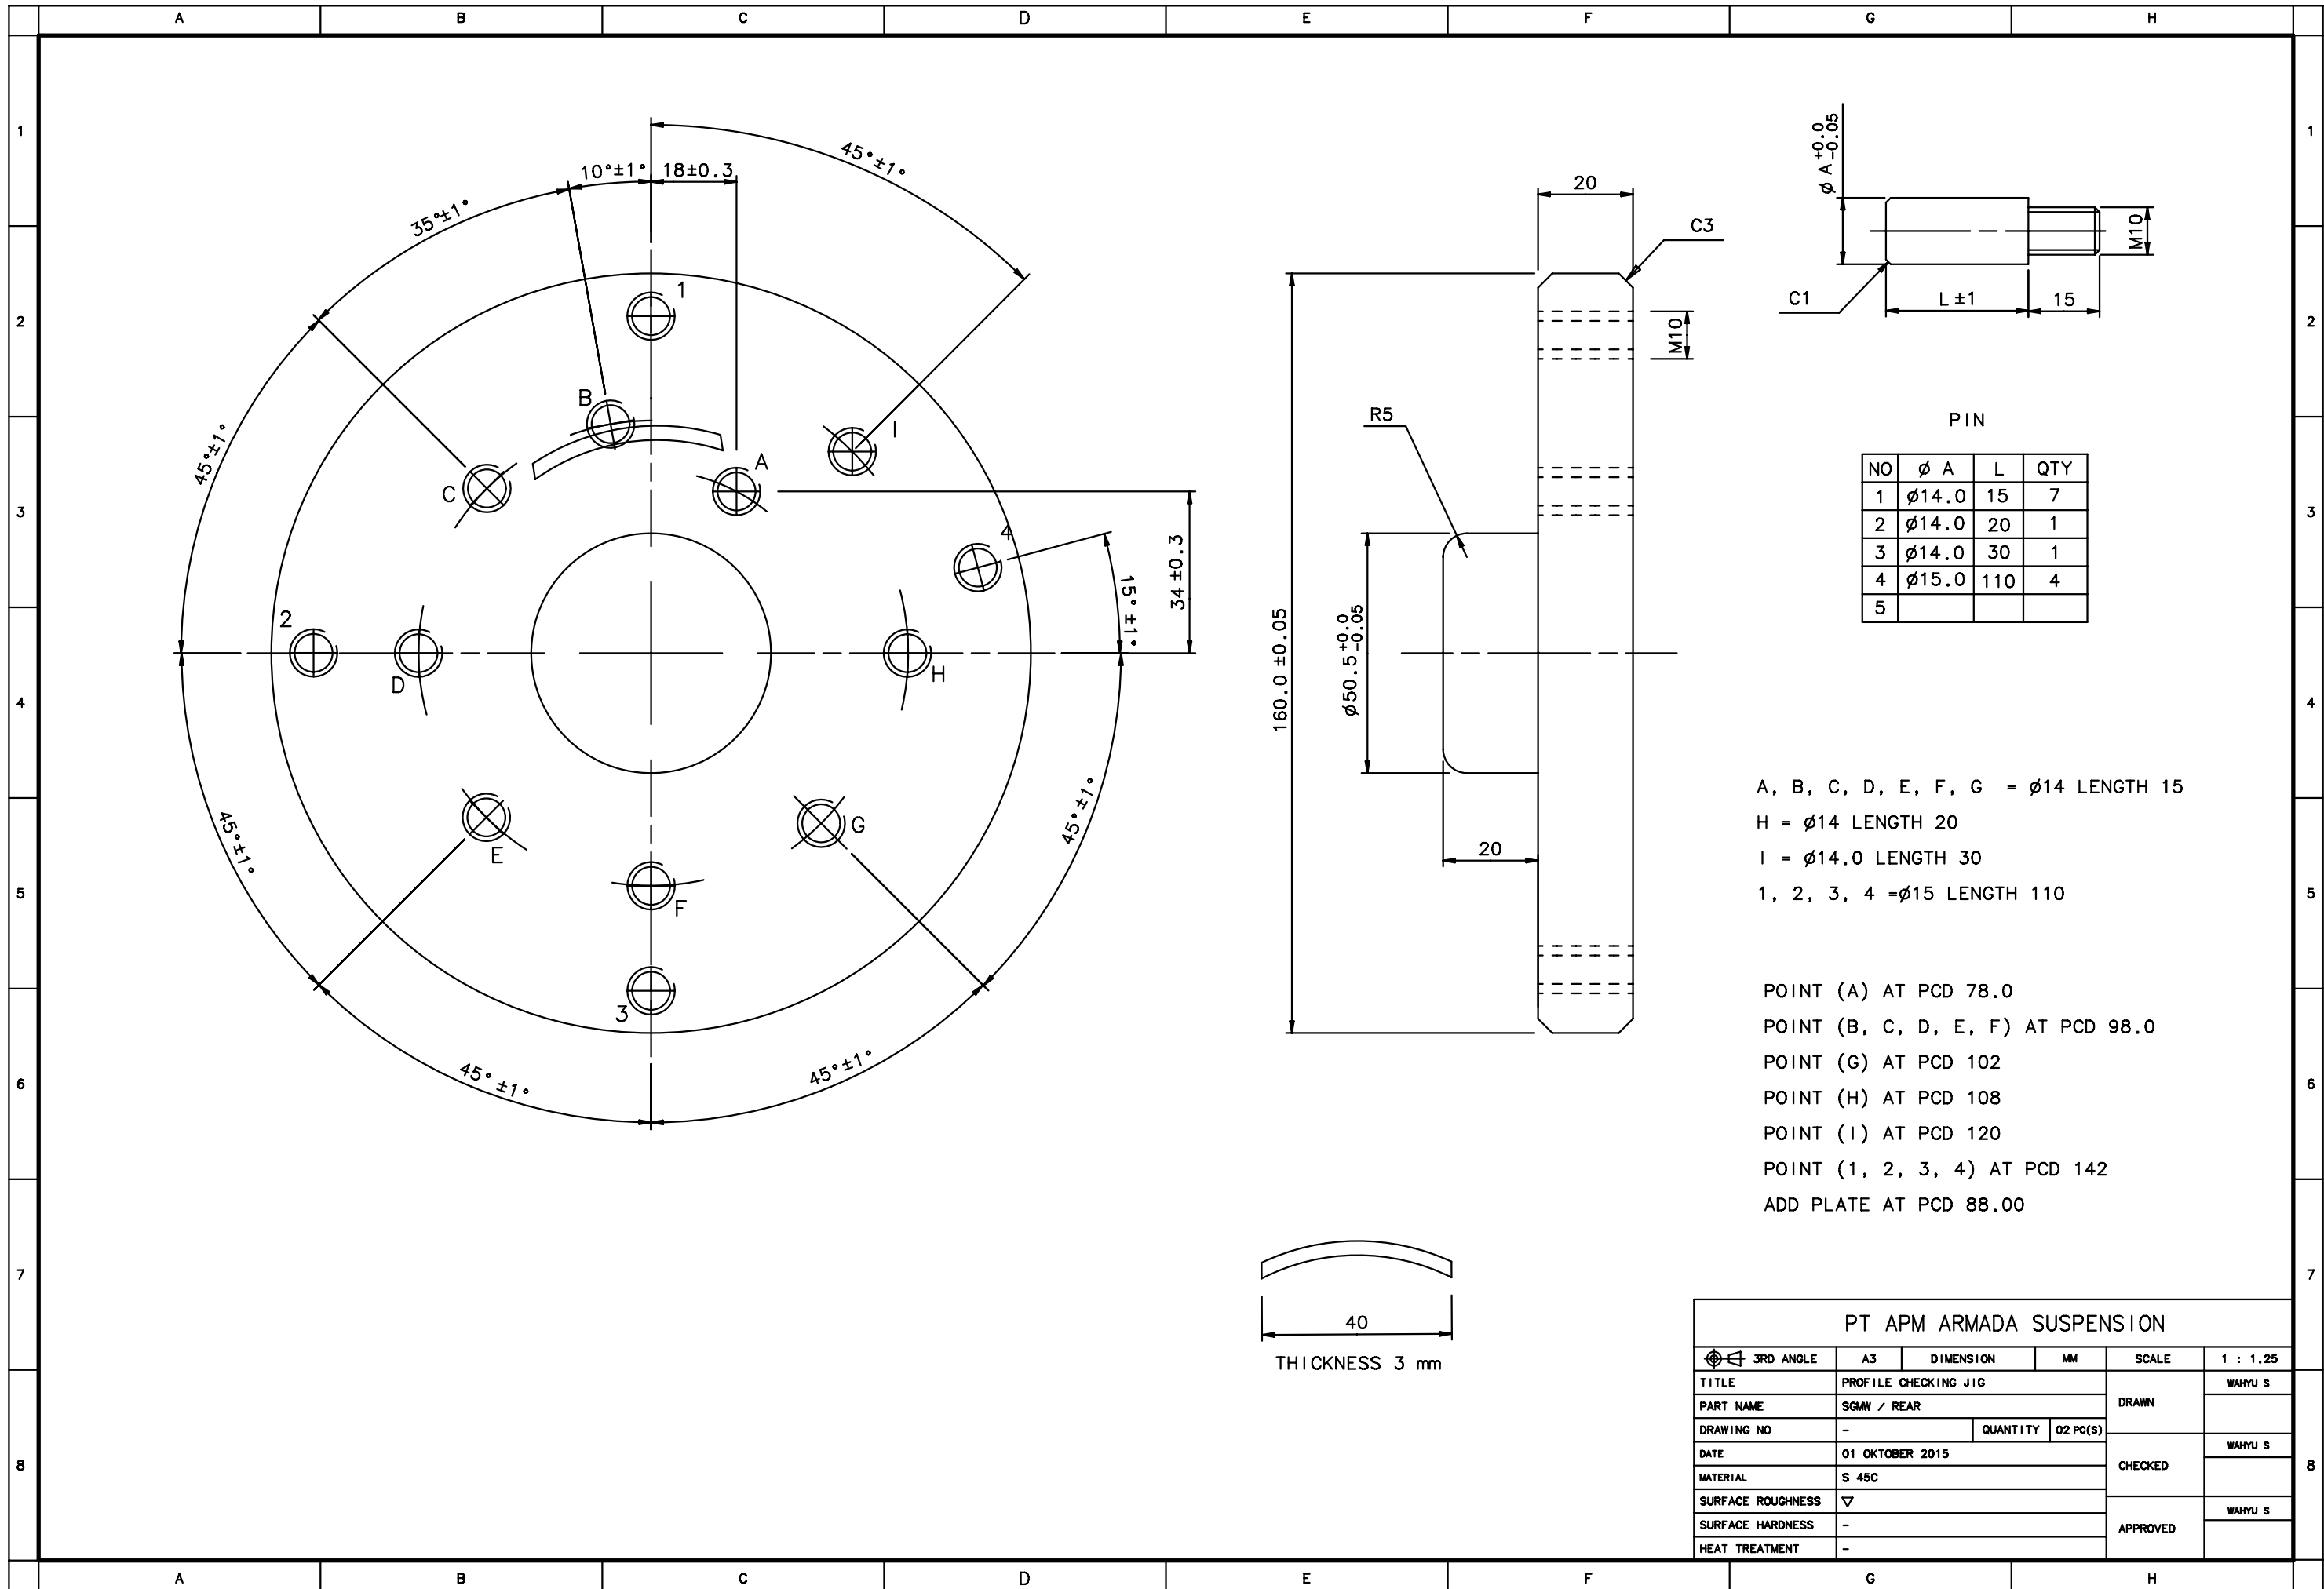 A B C D E F G H
1 1
2 2
3 3
4 4
5 5
6 6
7 7
8 8
A B C D E F G H
45°±1°
10°±1°
18±0.3
35°±1°
45°±1°
45°±1°
45°±1°
45°±1°
45°±1°
15°±1°
34±0.3
1
B
I
A
C
4
2
D
H
E
G
F
3
20
C3
M10
R5
160.0 ±0.05
ø50.5 +0.0 -0.05
20
ø A +0.0 -0.05
M10
C1
L±1
15
PIN
NO ø A L QTY
1 ø14.0 15 7
2 ø14.0 20 1
3 ø14.0 30 1
4 ø15.0 110 4
5
A, B, C, D, E, F, G = ø14 LENGTH 15
H = ø14 LENGTH 20
I = ø14.0 LENGTH 30
1, 2, 3, 4 =ø15 LENGTH 110
POINT (A) AT PCD 78.0
POINT (B, C, D, E, F) AT PCD 98.0
POINT (G) AT PCD 102
POINT (H) AT PCD 108
POINT (I) AT PCD 120
POINT (1, 2, 3, 4) AT PCD 142
ADD PLATE AT PCD 88.00
40
THICKNESS 3 mm
PT APM ARMADA SUSPENSION
3RD ANGLE A3 DIMENSION MM SCALE 1 : 1.25
TITLE PROFILE CHECKING JIG
PART NAME SGMW / REAR
DRAWING NO - QUANTITY 02 PC(S)
DATE 01 OKTOBER 2015
MATERIAL S 45C
SURFACE ROUGHNESS ▽
SURFACE HARDNESS -
HEAT TREATMENT -
DRAWN WAHYU S
CHECKED WAHYU S
APPROVED WAHYU S